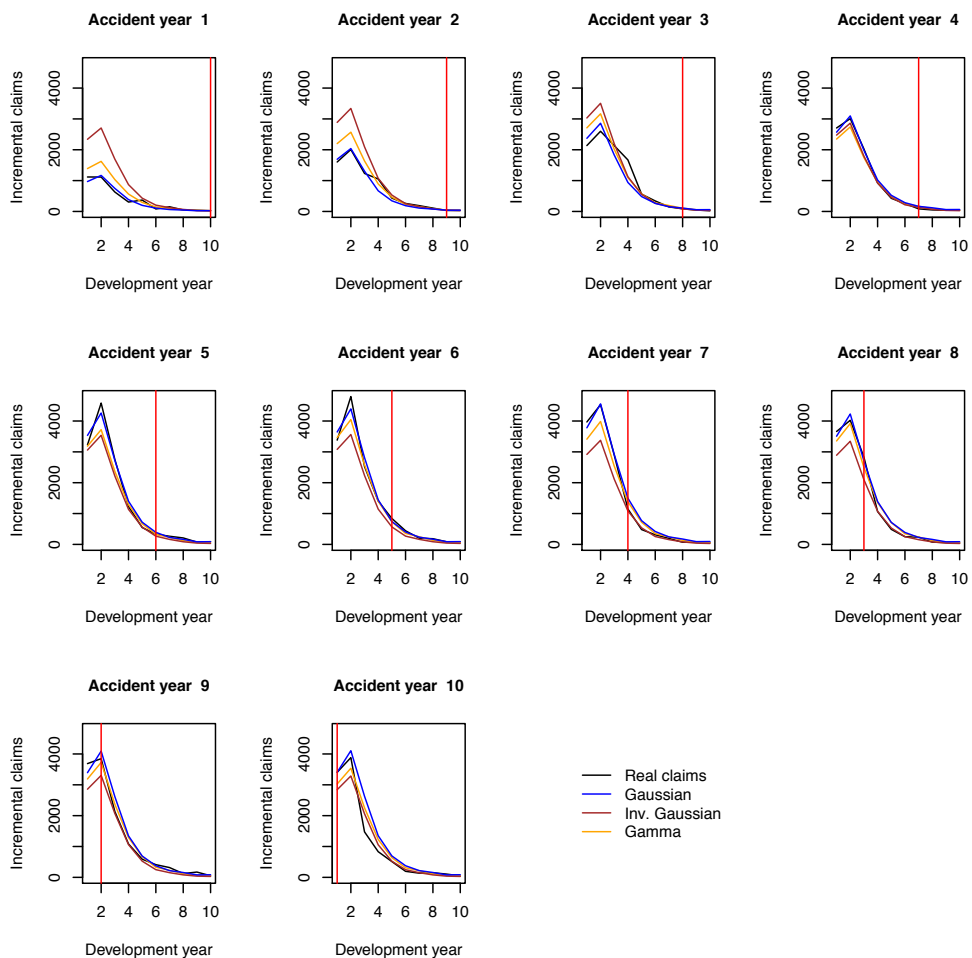 Accident year 1
Accident year 2
Accident year 3
Accident year 4
Incremental claims
0
2000
4000
2 4 6 8 10
Development year
Incremental claims
0
2000
4000
2 4 6 8 10
Development year
Incremental claims
0
2000
4000
2 4 6 8 10
Development year
Incremental claims
0
2000
4000
2 4 6 8 10
Development year
Accident year 5
Accident year 6
Accident year 7
Accident year 8
Incremental claims
0
2000
4000
2 4 6 8 10
Development year
Incremental claims
0
2000
4000
2 4 6 8 10
Development year
Incremental claims
0
2000
4000
2 4 6 8 10
Development year
Incremental claims
0
2000
4000
2 4 6 8 10
Development year
Accident year 9
Accident year 10
Incremental claims
0
2000
4000
2 4 6 8 10
Development year
Incremental claims
0
2000
4000
2 4 6 8 10
Development year
Real claims
Gaussian
Inv. Gaussian
Gamma